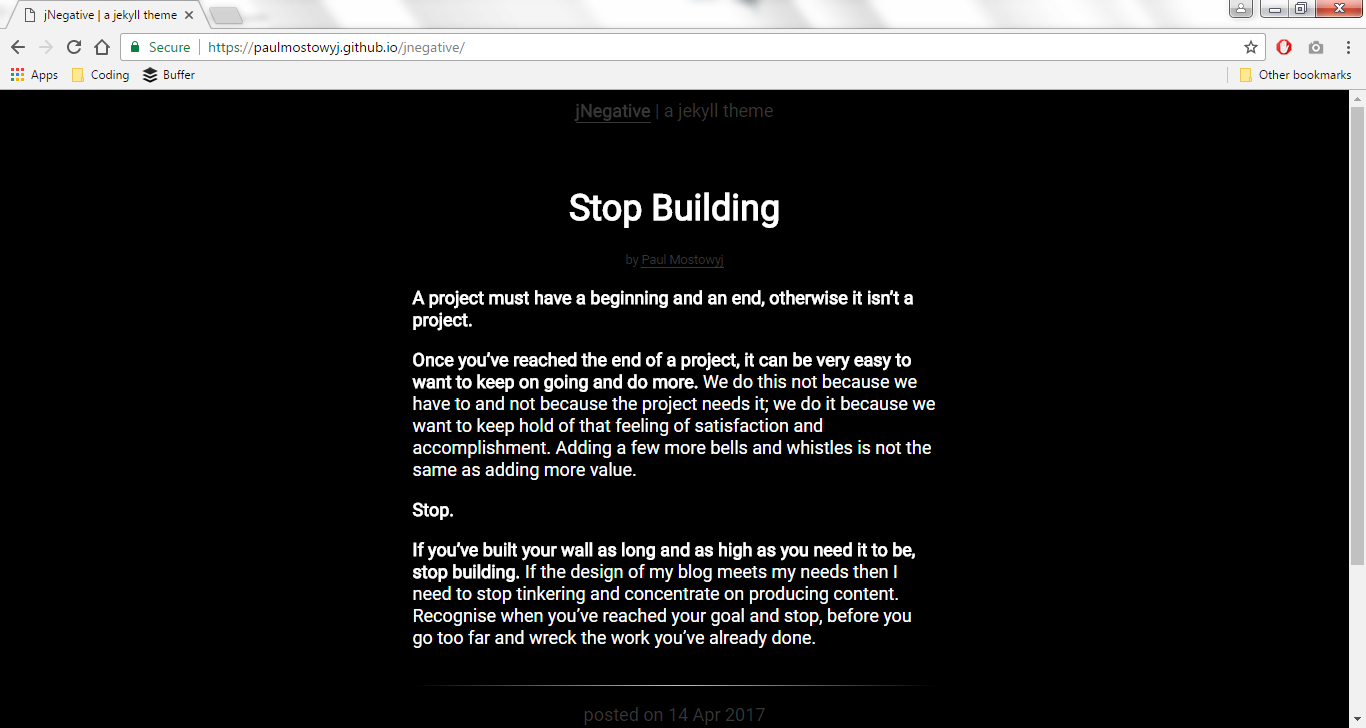 jNegative | a jekyll theme
Secure https://paulmostowyj.github.io/jnegative/
Apps Coding Buffer Other bookmarks
jNegative | a jekyll theme
Stop Building
by Paul Mostowyj
A project must have a beginning and an end, otherwise it isn’t a
project.
Once you’ve reached the end of a project, it can be very easy to
want to keep on going and do more. We do this not because we
have to and not because the project needs it; we do it because we
want to keep hold of that feeling of satisfaction and
accomplishment. Adding a few more bells and whistles is not the
same as adding more value.
Stop.
If you’ve built your wall as long and as high as you need it to be,
stop building. If the design of my blog meets my needs then I
need to stop tinkering and concentrate on producing content.
Recognise when you’ve reached your goal and stop, before you
go too far and wreck the work you’ve already done.
posted on 14 Apr 2017